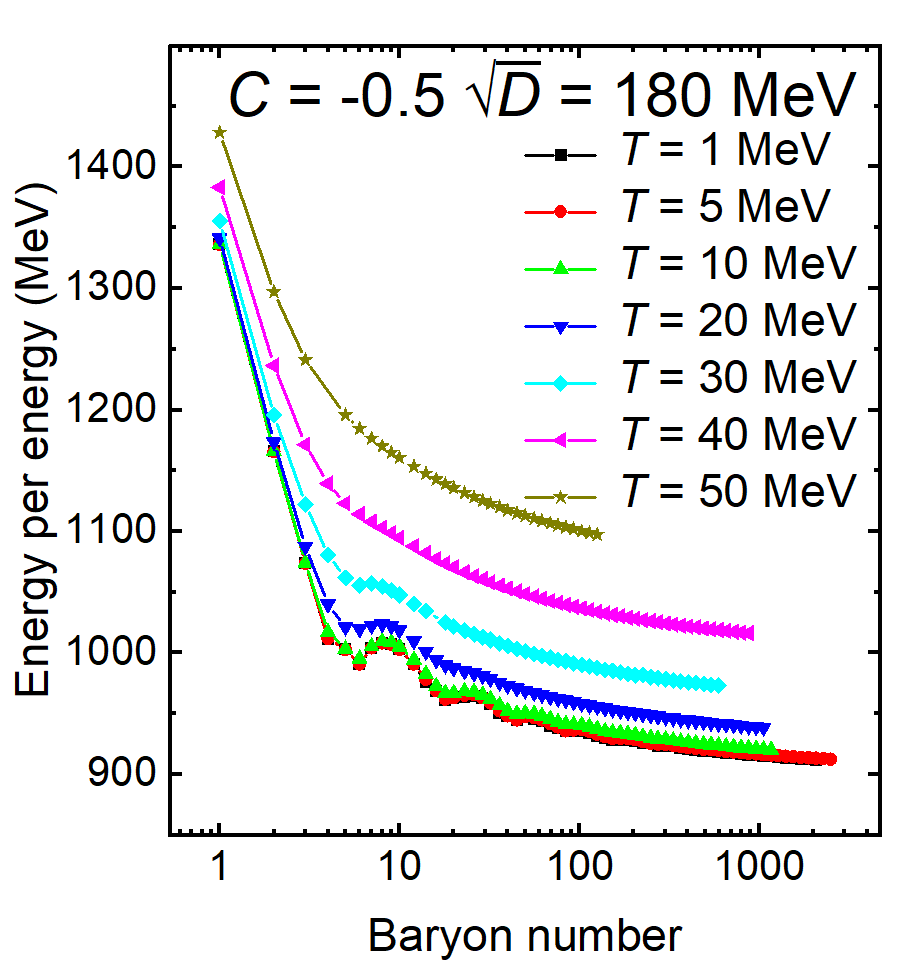 C = -0.5 √D = 180 MeV
T = 1 MeV
T = 5 MeV
T = 10 MeV
T = 20 MeV
T = 30 MeV
T = 40 MeV
T = 50 MeV
Energy per energy (MeV)
1400
1300
1200
1100
1000
900
1 10 100 1000
Baryon number